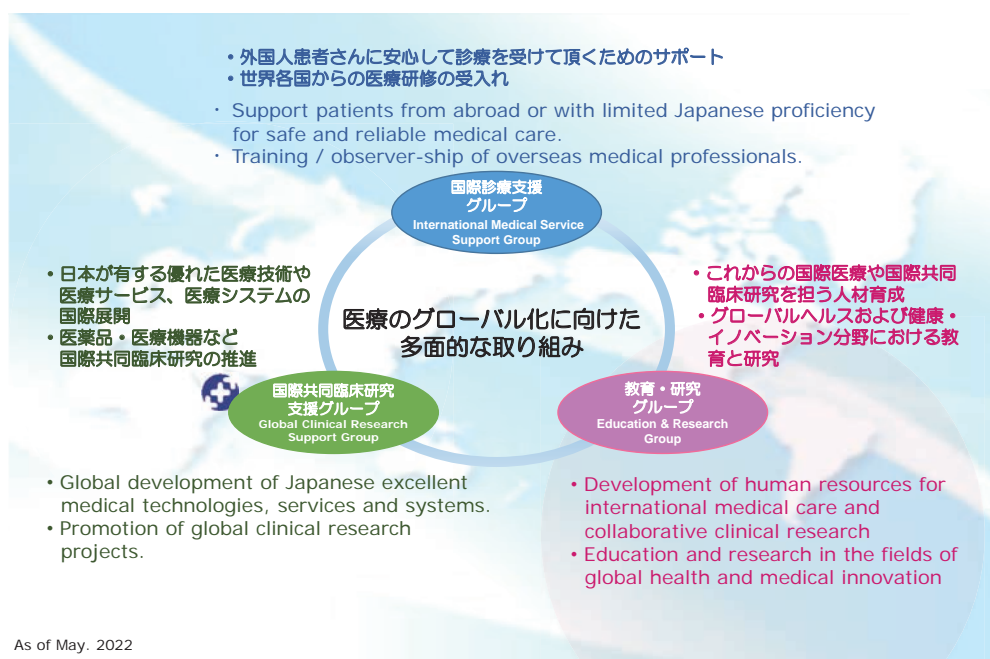 ・外国人患者さんに安心して診療を受けて頂くためのサポート
・世界各国からの医療研修の受入れ
・ Support patients from abroad or with limited Japanese proficiency
for safe and reliable medical care.
・ Training / observer-ship of overseas medical professionals.
国際診療支援
グループ
International Medical Service
Support Group
・日本が有する優れた医療技術や
医療サービス、医療システムの
国際展開
・医薬品・医療機器など
国際共同臨床研究の推進
医療のグローバル化に向けた
多面的な取り組み
・これからの国際医療や国際共同
臨床研究を担う人材育成
・グローバルヘルスおよび健康・
イノベーション分野における教
育と研究
国際共同臨床研究
支援グループ
Global Clinical Research
Support Group
教育・研究
グループ
Education & Research
Group
• Global development of Japanese excellent
medical technologies, services and systems.
• Promotion of global clinical research
projects.
• Development of human resources for
international medical care and
collaborative clinical research
• Education and research in the fields of
global health and medical innovation
As of May. 2022